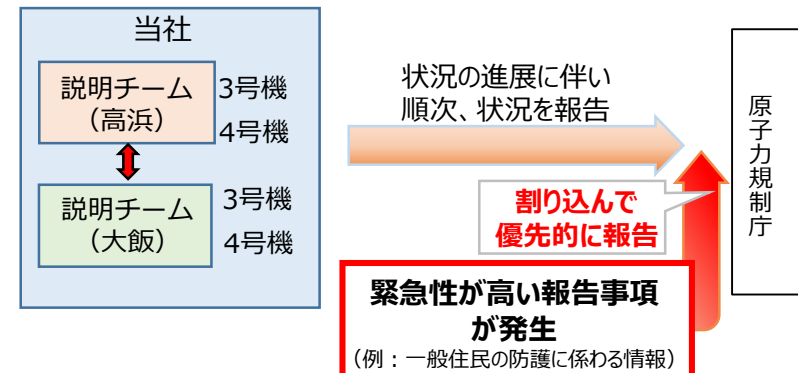 当社
説明チーム
（高浜）
3号機
4号機
説明チーム
（大飯）
3号機
4号機
状況の進展に伴い
順次、状況を報告
割り込んで
優先的に報告
緊急性が高い報告事項
が発生
（例：一般住民の防護に係わる情報）
原子力規制庁